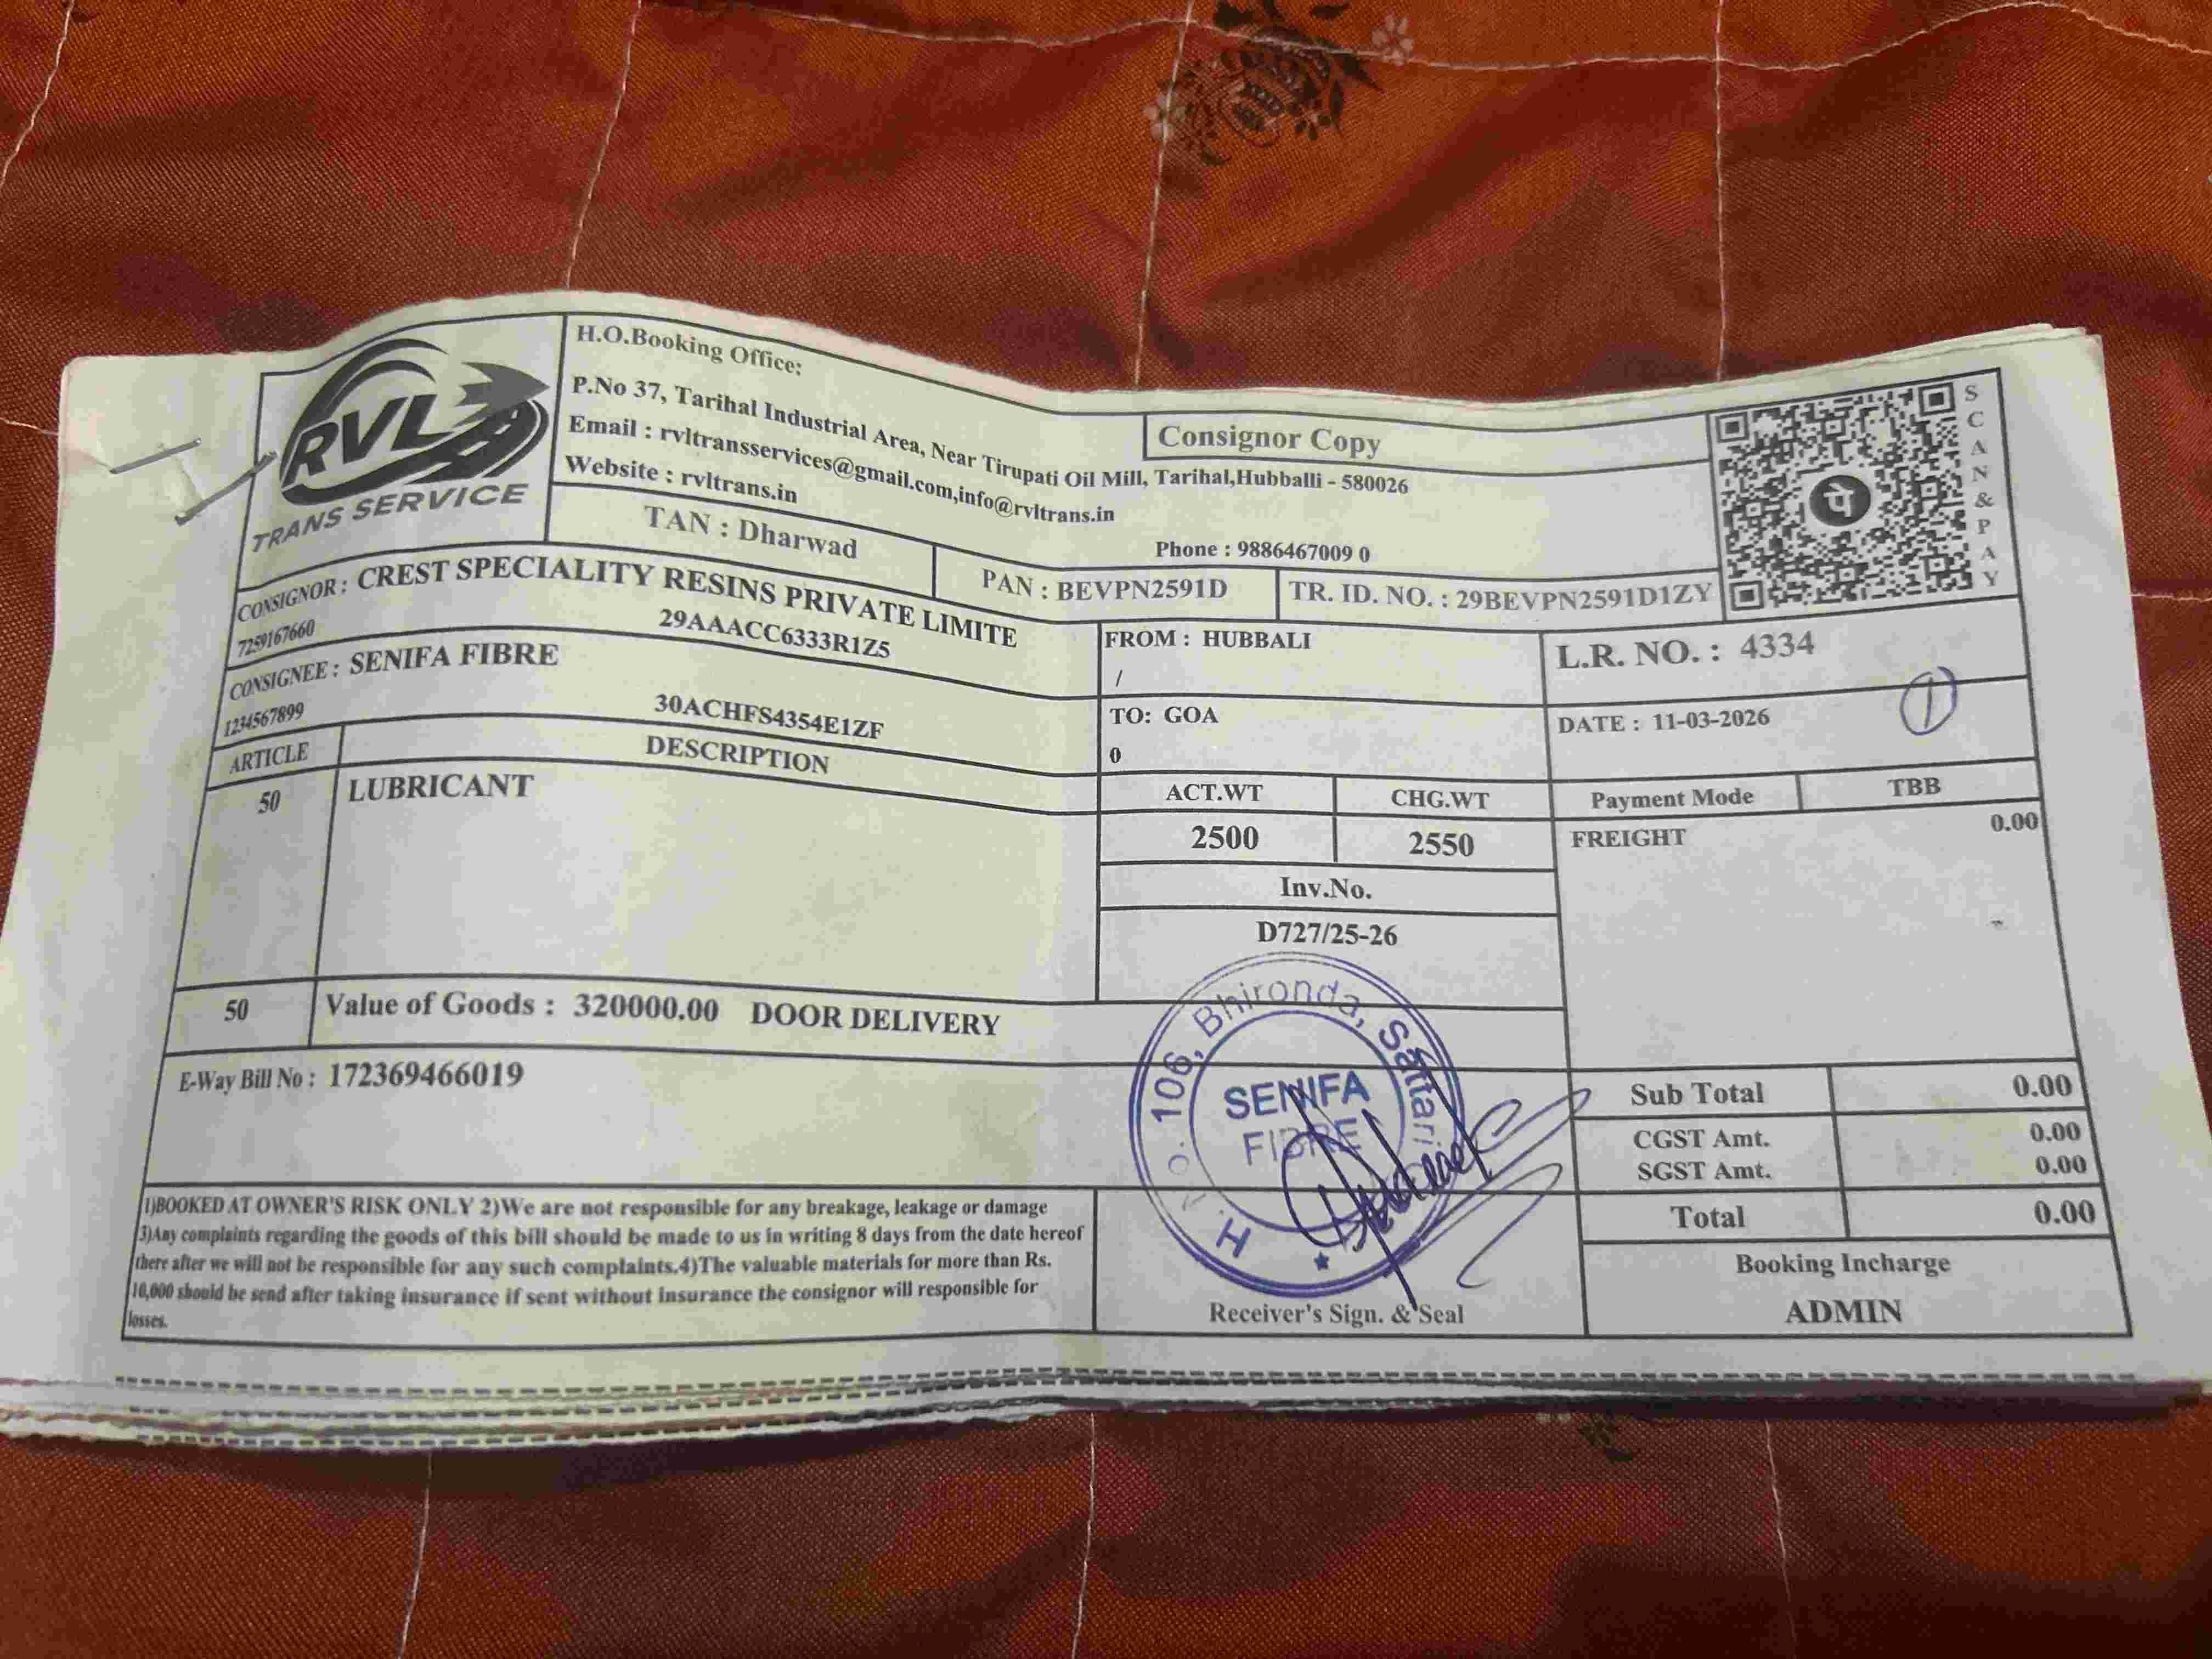 RVL
TRANS SERVICE
H.O.Booking Office:
Consignor Copy
P.No 37, Tarihal Industrial Area, Near Tirupati Oil Mill, Tarihal,Hubballi - 580026
Email : rvltransservices@gmail.com,info@rvltrans.in
Website : rvltrans.in
Phone : 9886467009 0
पे
SCAN & PAY
TAN : Dharwad
PAN : BEVPN2591D
TR. ID. NO. : 29BEVPN2591D1ZY
CONSIGNOR : CREST SPECIALITY RESINS PRIVATE LIMITE
7259167660
29AAACC6333R1Z5
FROM : HUBBALI
/
L.R. NO. : 4334
CONSIGNEE : SENIFA FIBRE
1234567899
30ACHFS4354E1ZF
TO: GOA
0
DATE : 11-03-2026
1
ARTICLE
DESCRIPTION
ACT.WT
CHG.WT
Payment Mode
TBB
50
LUBRICANT
2500
2550
FREIGHT
0.00
Inv.No.
D727/25-26
50
Value of Goods : 320000.00 DOOR DELIVERY
E-Way Bill No : 172369466019
Sub Total 0.00
CGST Amt. 0.00
SGST Amt. 0.00
Total 0.00
H. No. 106, Bhironda, Sattari
SENIFA
FIBRE
1)BOOKED AT OWNER'S RISK ONLY 2)We are not responsible for any breakage, leakage or damage
3)Any complaints regarding the goods of this bill should be made to us in writing 8 days from the date hereof
there after we will not be responsible for any such complaints.4)The valuable materials for more than Rs.
10,000 should be send after taking insurance if sent without insurance the consignor will responsible for
losses.
Receiver's Sign. & Seal
Booking Incharge
ADMIN